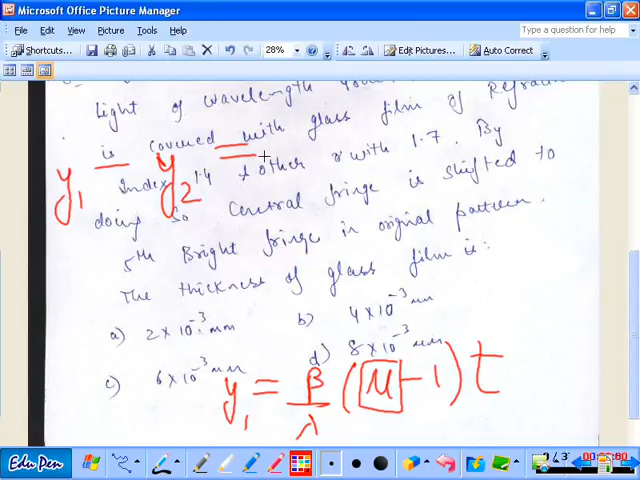 Office Picture Manager
File Edit View Picture Tools Help
Type a question for help
Shortcuts... 28% Edit Pictures... Auto Correct
Light of wavelength
is covered with glass film of Refrac
Index 1.4 & other with 1.7. By
doing so Central fringe is shifted to
5th Bright fringe in original pattern.
The thickness of glass film is:
a) 2×10⁻³ mm b) 4×10⁻³ mm
c) 6×10⁻³ mm d) 8×10⁻³ mm
y₁ y₂
y₁ = β/λ (μ - 1) t
Edu Pen